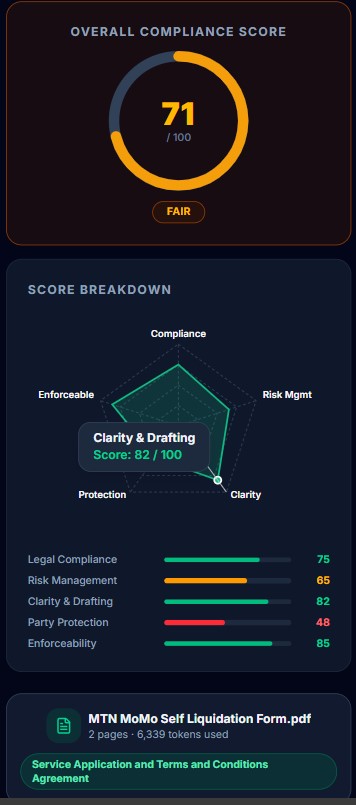 OVERALL COMPLIANCE SCORE
71
/ 100
FAIR
SCORE BREAKDOWN
Compliance
Enforceable
Risk Mgmt
Clarity & Drafting
Score: 82 / 100
Protection
Clarity
Legal Compliance 75
Risk Management 65
Clarity & Drafting 82
Party Protection 48
Enforceability 85
MTN MoMo Self Liquidation Form.pdf
2 pages · 6,339 tokens used
Service Application and Terms and Conditions
Agreement